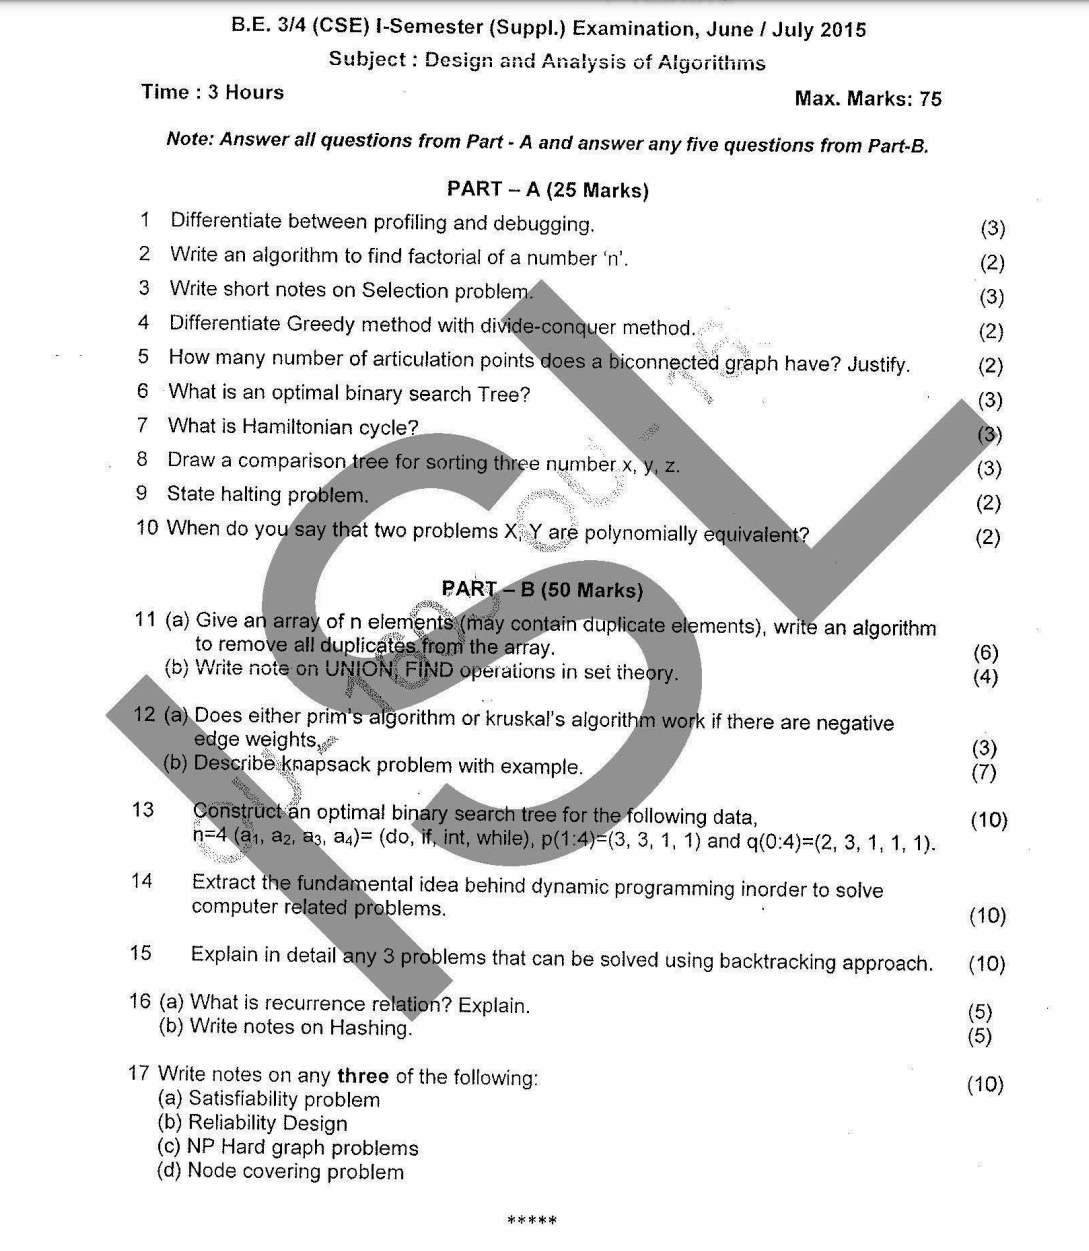 B.E. 3/4 (CSE) I-Semester (Suppl.) Examination, June / July 2015
Subject : Design and Analysis of Algorithms
Time : 3 Hours
Max. Marks: 75
Note: Answer all questions from Part - A and answer any five questions from Part-B.
PART – A (25 Marks)
1 Differentiate between profiling and debugging. (3)
2 Write an algorithm to find factorial of a number ‘n’. (2)
3 Write short notes on Selection problem. (3)
4 Differentiate Greedy method with divide-conquer method. (2)
5 How many number of articulation points does a biconnected graph have? Justify. (2)
6 What is an optimal binary search Tree? (3)
7 What is Hamiltonian cycle? (3)
8 Draw a comparison tree for sorting three number x, y, z. (3)
9 State halting problem. (2)
10 When do you say that two problems X, Y are polynomially equivalent? (2)
PART – B (50 Marks)
11 (a) Give an array of n elements (may contain duplicate elements), write an algorithm
to remove all duplicates from the array. (6)
(b) Write note on UNION, FIND operations in set theory. (4)
12 (a) Does either prim's algorithm or kruskal's algorithm work if there are negative
edge weights. (3)
(b) Describe knapsack problem with example. (7)
13 Construct an optimal binary search tree for the following data, (10)
n=4 (a1, a2, a3, a4)= (do, if, int, while), p(1:4)=(3, 3, 1, 1) and q(0:4)=(2, 3, 1, 1, 1).
14 Extract the fundamental idea behind dynamic programming inorder to solve
computer related problems. (10)
15 Explain in detail any 3 problems that can be solved using backtracking approach. (10)
16 (a) What is recurrence relation? Explain. (5)
(b) Write notes on Hashing. (5)
17 Write notes on any three of the following: (10)
(a) Satisfiability problem
(b) Reliability Design
(c) NP Hard graph problems
(d) Node covering problem
*****
ISL